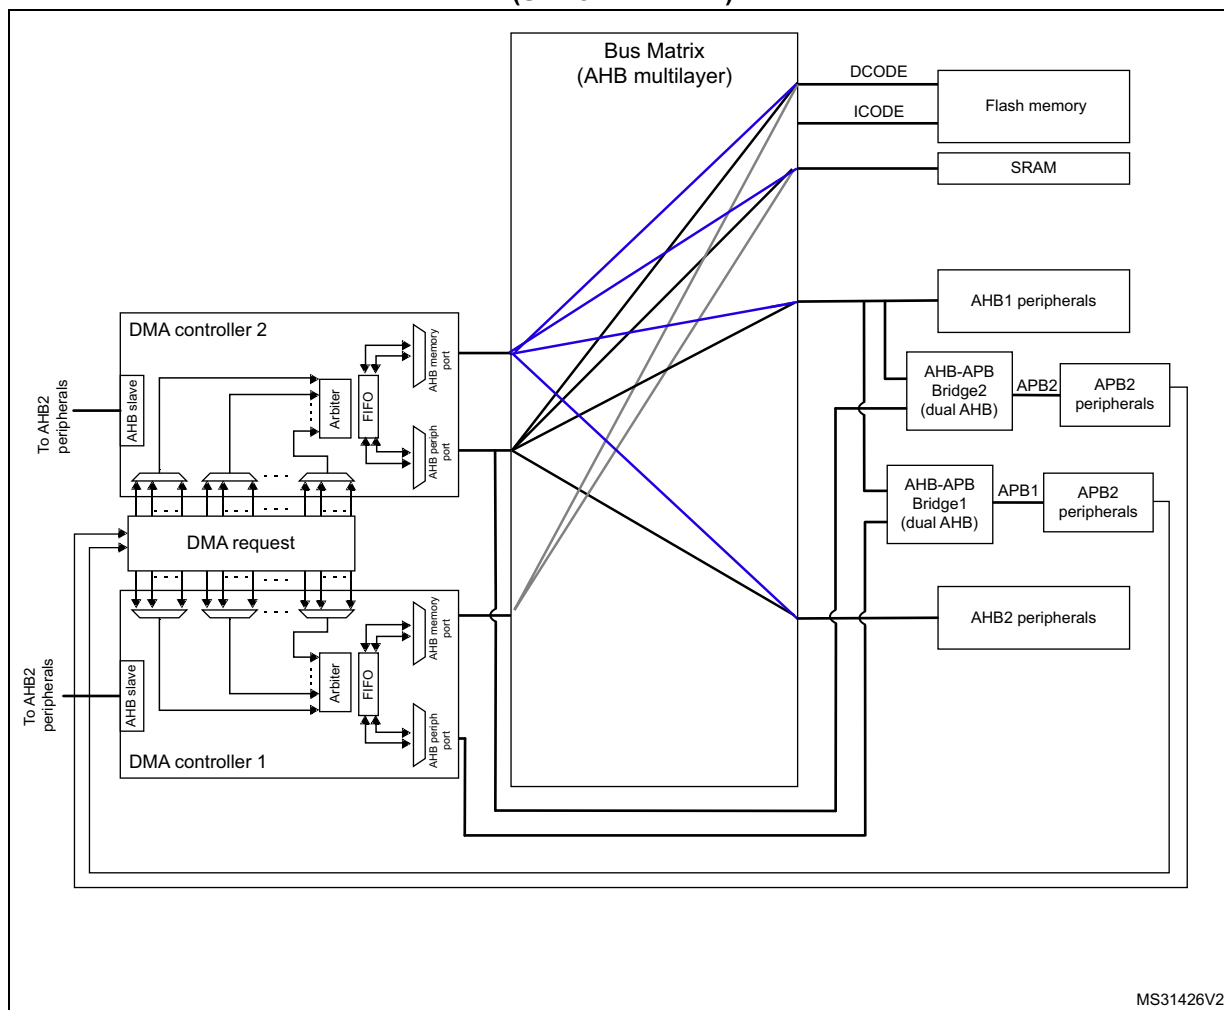 Bus Matrix
(AHB multilayer)
DCODE
Flash memory
ICODE
SRAM
AHB1 peripherals
DMA controller 2
AHB memory
port
AHB-APB
Bridge2
(dual AHB)
APB2
APB2
peripherals
To AHB2
peripherals
AHB slave
Arbiter
FIFO
AHB periph
port
AHB-APB
Bridge1
(dual AHB)
APB1
APB2
peripherals
DMA request
AHB2 peripherals
AHB memory
port
To AHB2
peripherals
AHB slave
Arbiter
FIFO
AHB periph
port
DMA controller 1
MS31426V2